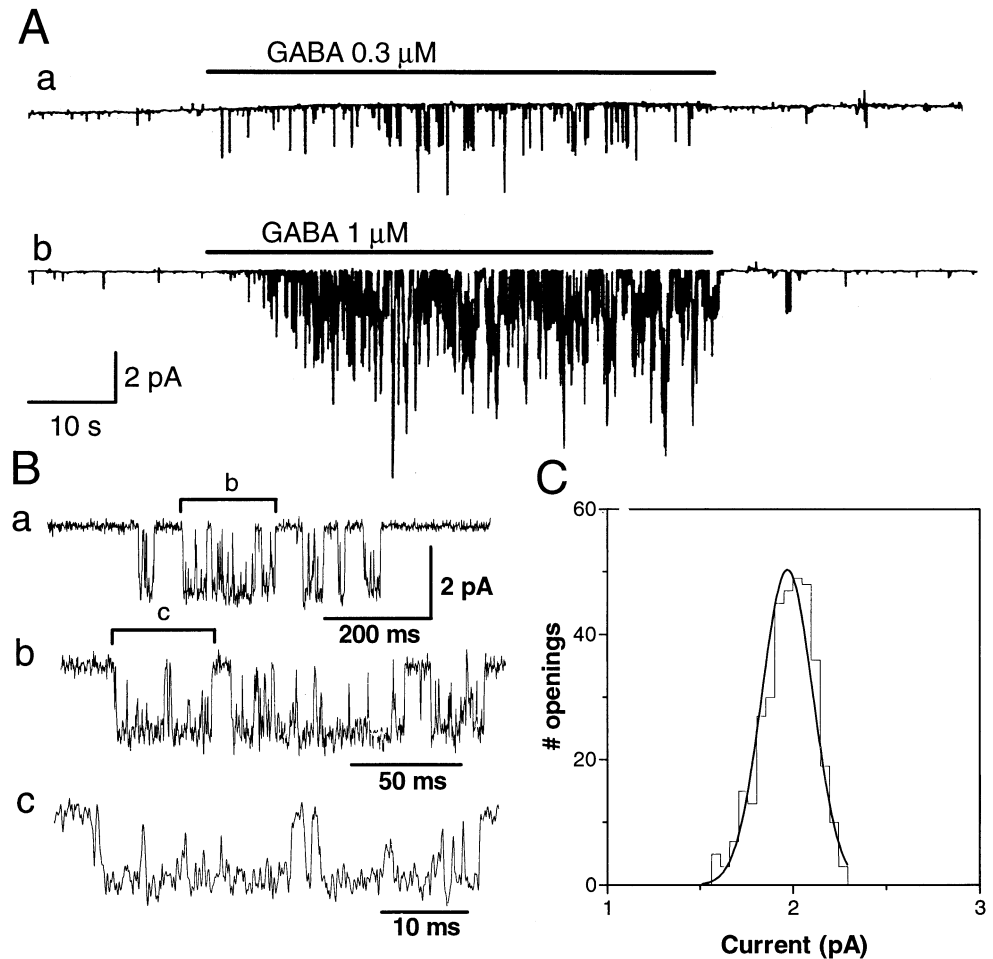 A
GABA 0.3 µM
a
GABA 1 µM
b
2 pA
10 s
B
C
b
a
2 pA
200 ms
c
b
50 ms
c
10 ms
60
40
20
0
# openings
1
2
3
Current (pA)